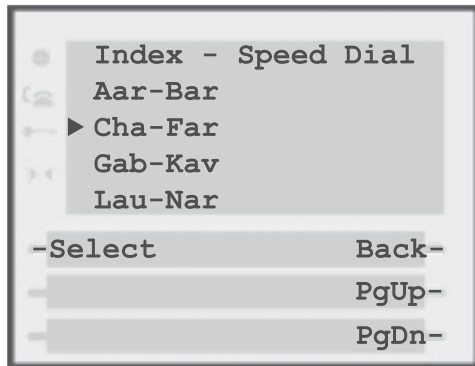 Index - Speed Dial
Aar-Bar
Cha-Far
Gab-Kav
Lau-Nar
-Select Back-
PgUp-
PgDn-